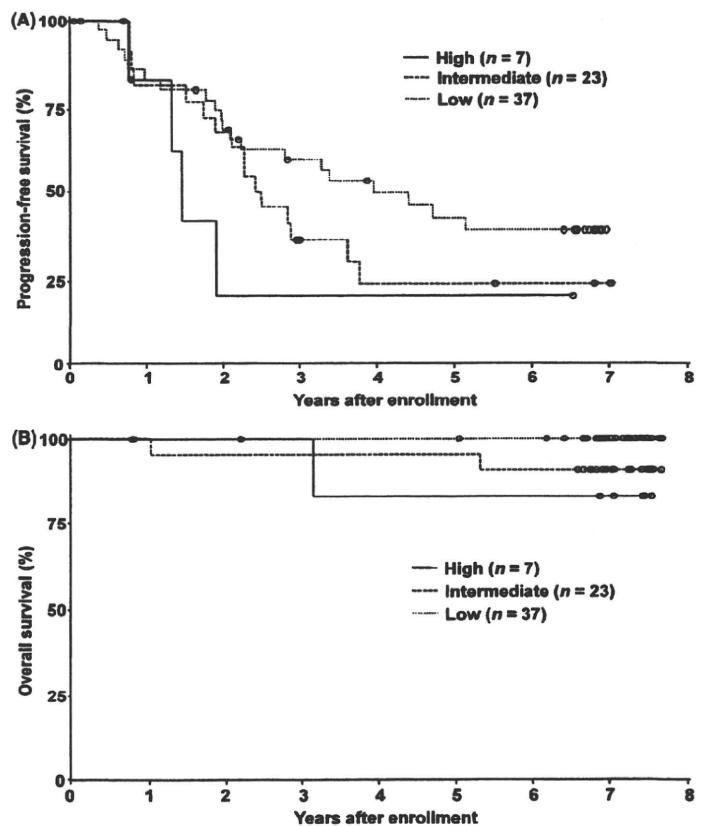 (A)
100
75
50
25
0
Progression-free survival (%)
High (n = 7)
Intermediate (n = 23)
Low (n = 37)
0 1 2 3 4 5 6 7 8
Years after enrollment
(B)
100
75
50
25
0
Overall survival (%)
High (n = 7)
Intermediate (n = 23)
Low (n = 37)
0 1 2 3 4 5 6 7 8
Years after enrollment